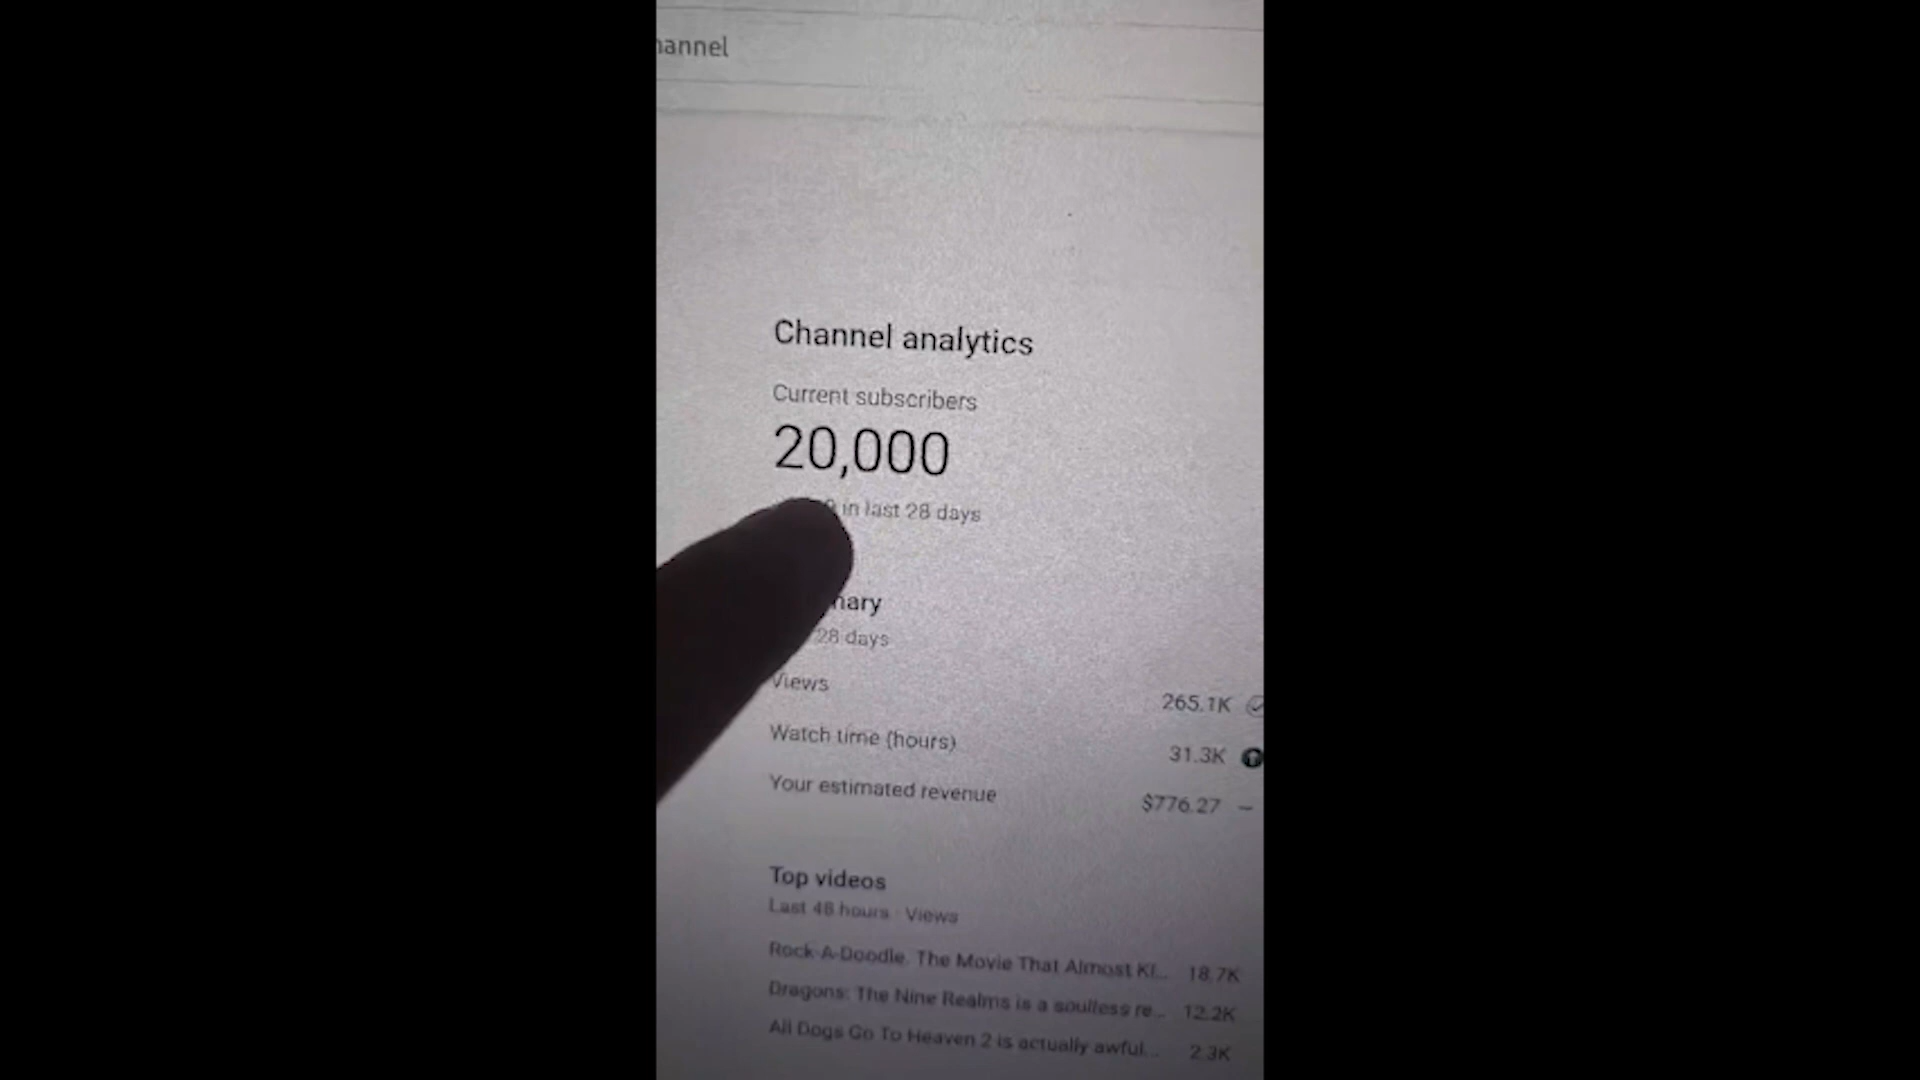 hannel
Channel analytics
Current subscribers
20,000
in last 28 days
mary
28 days
Views
265.1K
Watch time (hours)
31.3K
Your estimated revenue
$776.27 —
Top videos
Last 48 hours · Views
Rock-A-Doodle. The Movie That Almost Ki... 18.7K
Dragons: The Nine Realms is a soulless re... 12.2K
All Dogs Go To Heaven 2 is actually awful... 2.3K